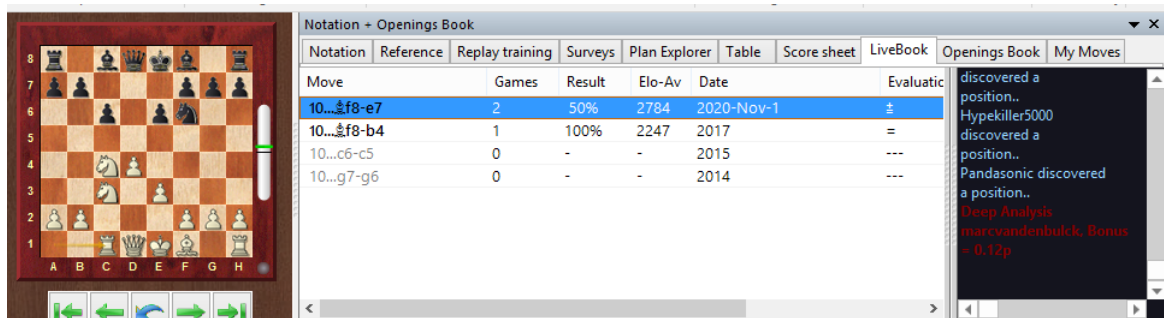 Notation + Openings Book
Notation Reference Replay training Surveys Plan Explorer Table Score sheet LiveBook Openings Book My Moves
Move Games Result Elo-Av Date Evaluatic
10...♝f8-e7 2 50% 2784 2020-Nov-1 ±
10...♝f8-b4 1 100% 2247 2017 =
10...c6-c5 0 - - 2015 ---
10...g7-g6 0 - - 2014 ---
discovered a
position..
Hypekiller5000
discovered a
position..
Pandasonic discovered
a position..
Deep Analysis
marcvandenhulck, Bonus
= 0.12p
8
7
6
5
4
3
2
1
A B C D E F G H